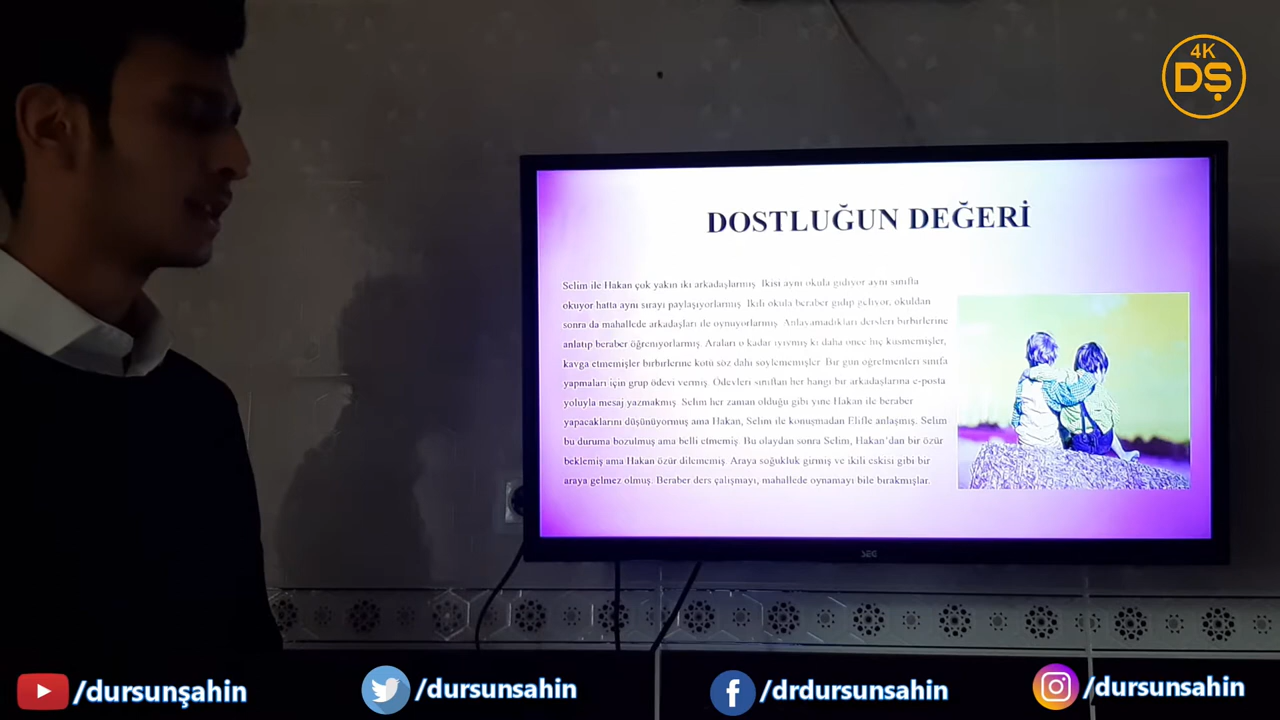 4K
DŞ
DOSTLUĞUN DEĞERİ
Selim ile Hakan çok yakın iki arkadaşlarmış. İkisi aynı okula gidiyor aynı sınıfta
okuyor hatta aynı sırayı paylaşıyorlarmış. İkili okula beraber gidip geliyor, okuldan
sonra da mahallede arkadaşları ile oynuyorlarmış. Anlayamadıkları dersleri birbirlerine
anlatıp beraber öğreniyorlarmış. Araları o kadar iyiymiş ki daha önce hiç küsmemişler,
kavga etmemişler birbirlerine kötü söz dahi söylememişler. Bir gün öğretmenleri sınıfa
yapmaları için grup ödevi vermiş. Ödevleri sınıftan her hangi bir arkadaşlarına e-posta
yoluyla mesaj yazmakmış. Selim her zaman olduğu gibi yine Hakan ile beraber
yapacaklarını düşünüyormuş ama Hakan, Selim ile konuşmadan Elifle anlaşmış. Selim
bu duruma bozulmuş ama belli etmemiş. Bu olaydan sonra Selim, Hakan'dan bir özür
beklemiş ama Hakan özür dilememiş. Araya soğukluk girmiş ve ikili eskisi gibi bir
araya gelmez olmuş. Beraber ders çalışmayı, mahallede oynamayı bile bırakmışlar.
SEG
/dursunşahin
/dursunsahin
/drdursunsahin
/dursunsahin